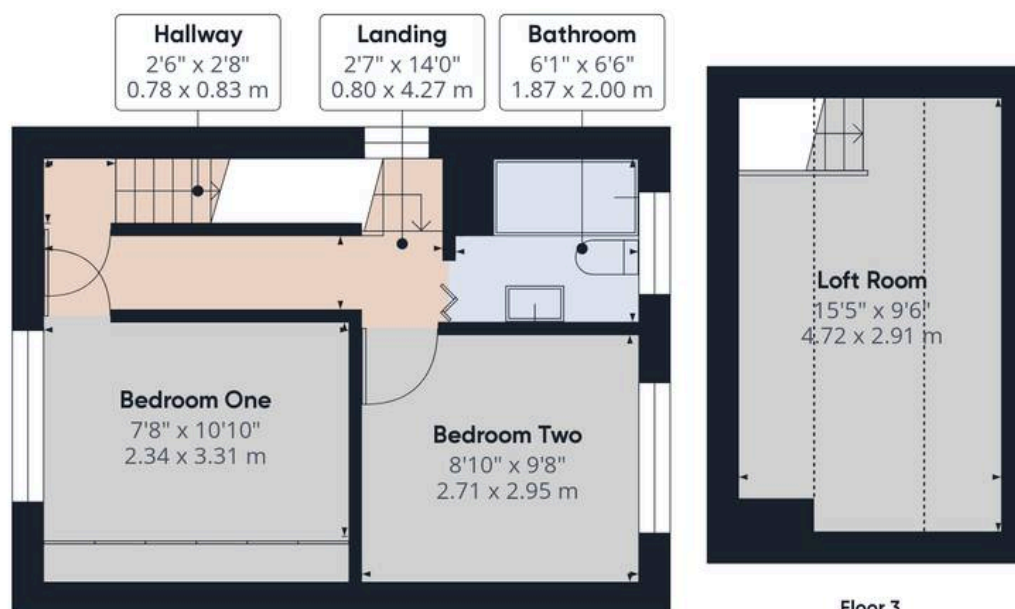 Hallway
2'6" x 2'8"
0.78 x 0.83 m
Landing
2'7" x 14'0"
0.80 x 4.27 m
Bathroom
6'1" x 6'6"
1.87 x 2.00 m
Loft Room
15'5" x 9'6"
4.72 x 2.91 m
Bedroom One
7'8" x 10'10"
2.34 x 3.31 m
Bedroom Two
8'10" x 9'8"
2.71 x 2.95 m
Floor 3